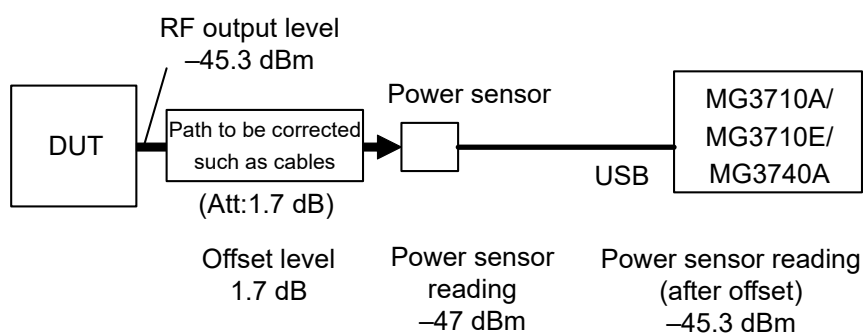 RF output level
–45.3 dBm
DUT
Path to be corrected
such as cables
(Att:1.7 dB)
Power sensor
USB
MG3710A/
MG3710E/
MG3740A
Offset level
1.7 dB
Power sensor
reading
–47 dBm
Power sensor reading
(after offset)
–45.3 dBm